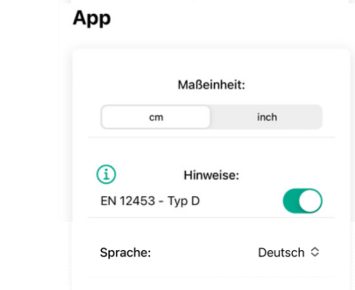 App
Maßeinheit:
cm inch
Hinweise:
EN 12453 - Typ D
Sprache: Deutsch